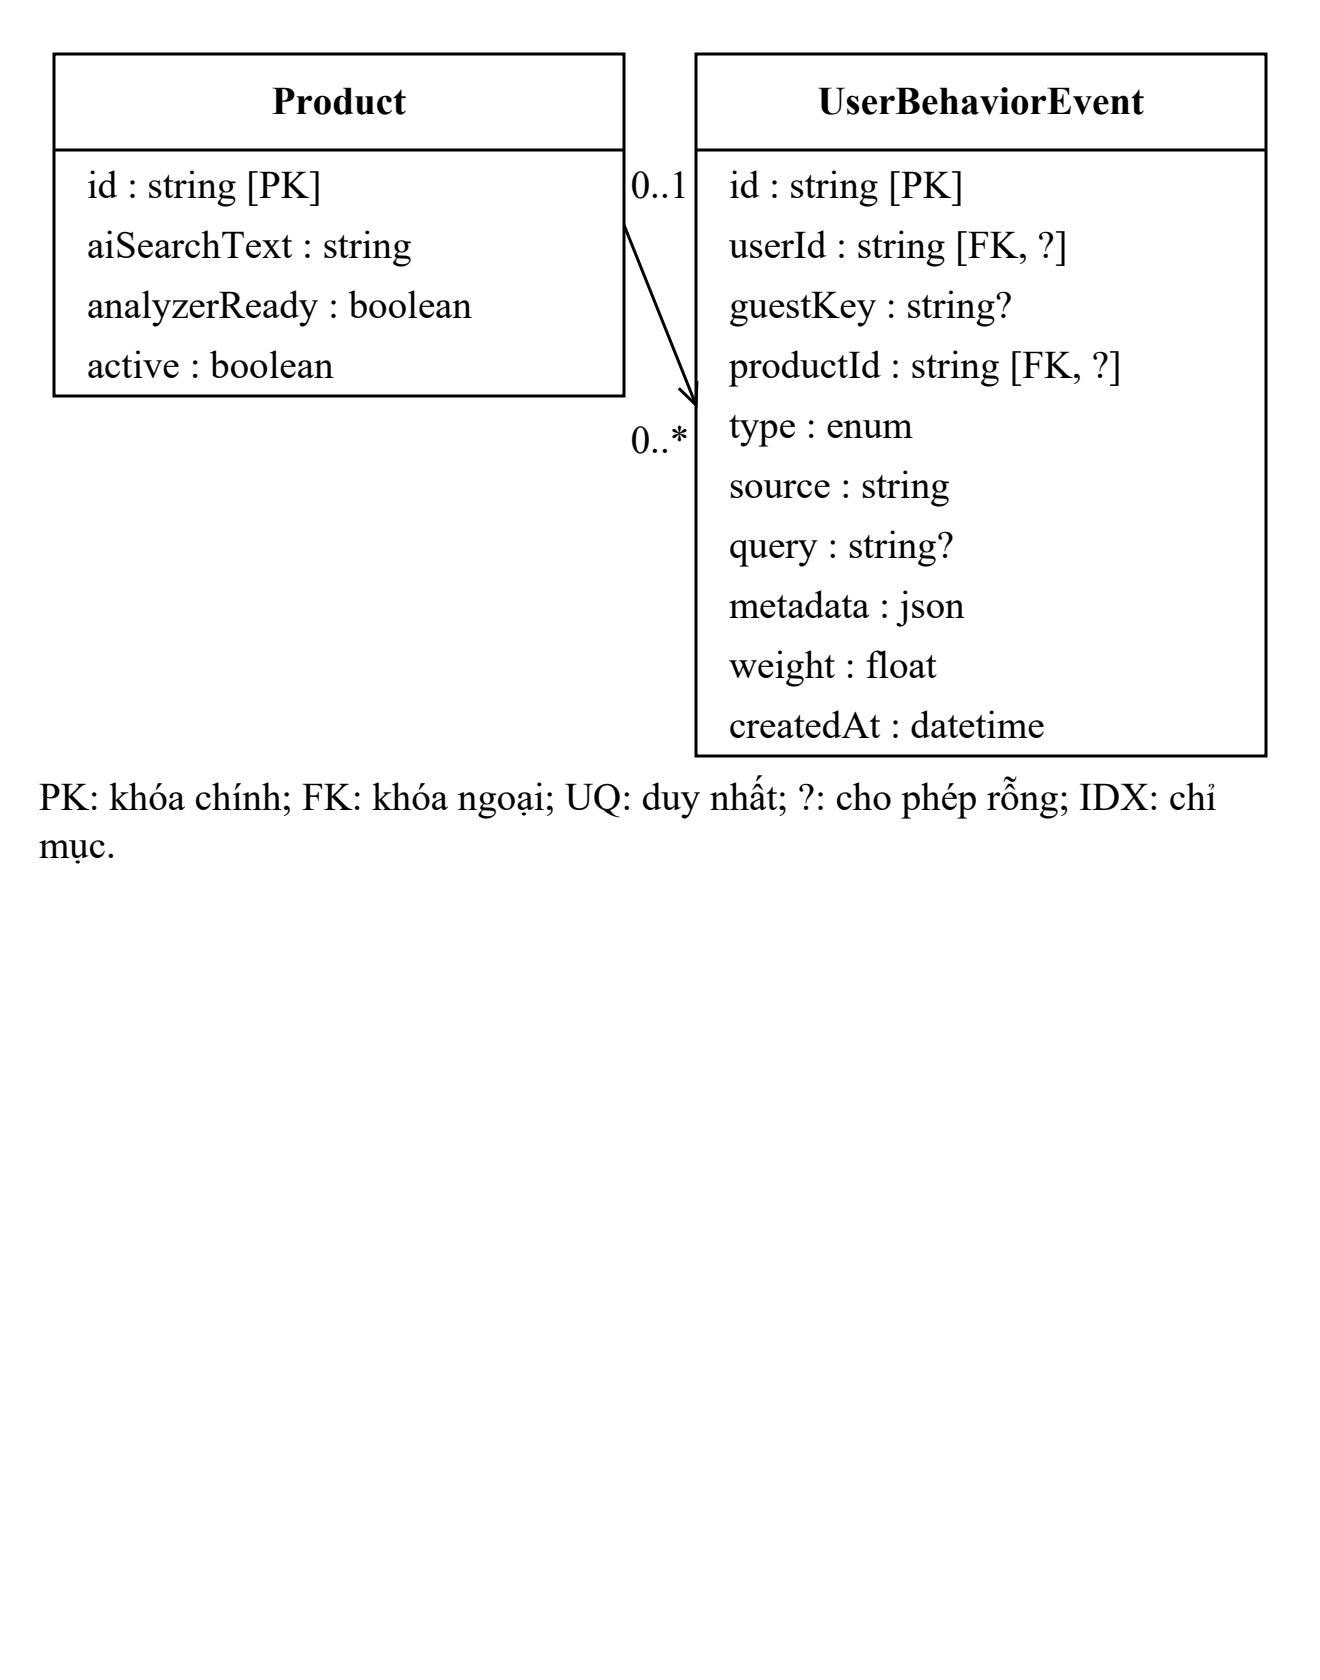 Product
id : string [PK]
aiSearchText : string
analyzerReady : boolean
active : boolean
0..1
0..*
UserBehaviorEvent
id : string [PK]
userId : string [FK, ?]
guestKey : string?
productId : string [FK, ?]
type : enum
source : string
query : string?
metadata : json
weight : float
createdAt : datetime
PK: khóa chính; FK: khóa ngoại; UQ: duy nhất; ?: cho phép rỗng; IDX: chỉ
mục.